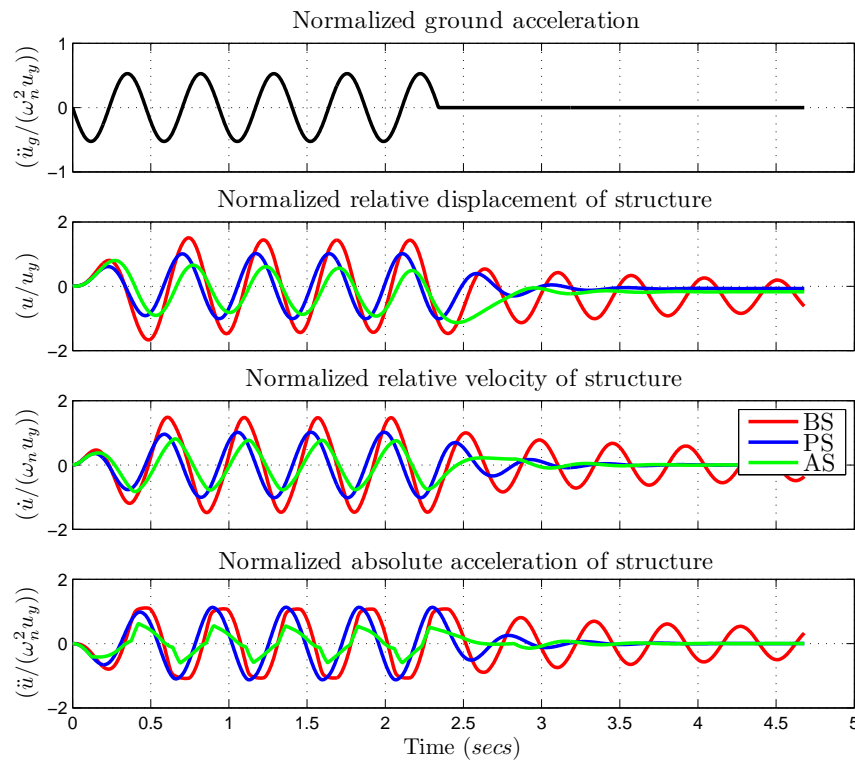 Normalized ground acceleration
1
0
−1
(ü_g/(ω_n^2 u_y))
Normalized relative displacement of structure
2
0
−2
(u/u_y)
Normalized relative velocity of structure
2
0
−2
(u̇/(ω_n u_y))
BS
PS
AS
Normalized absolute acceleration of structure
2
0
−2
(ü/(ω_n^2 u_y))
0 0.5 1 1.5 2 2.5 3 3.5 4 4.5 5
Time (secs)